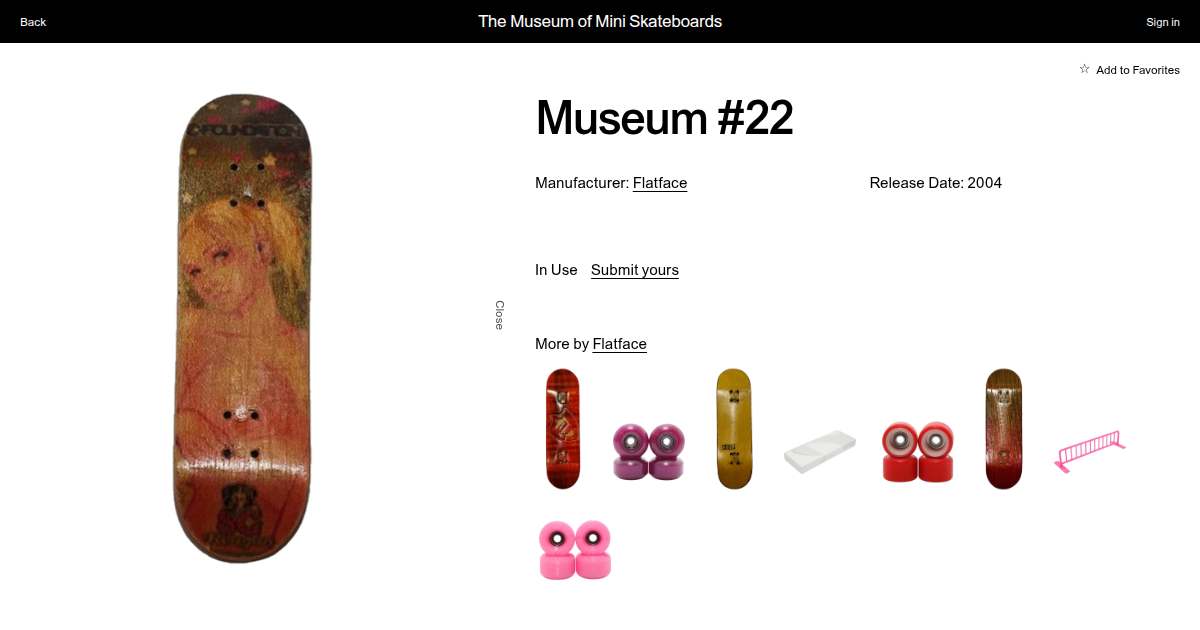 Back
The Museum of Mini Skateboards
Sign in
☆ Add to Favorites
FOUNDATION
Museum #22
Manufacturer: Flatface
Release Date: 2004
In Use Submit yours
Close
More by Flatface